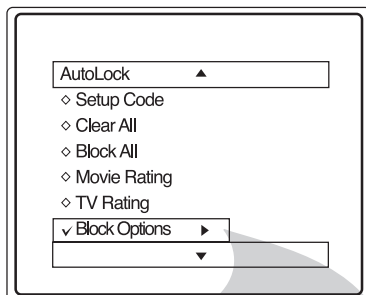 AutoLock
Setup Code
Clear All
Block All
Movie Rating
TV Rating
Block Options